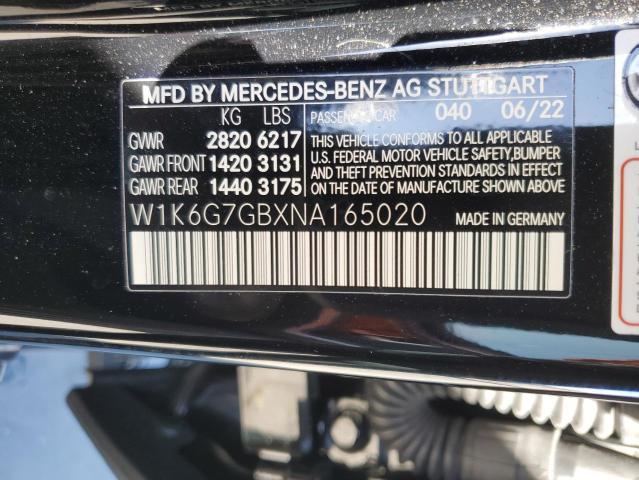 MFD BY MERCEDES-BENZ AG STUTTGART
KG LBS
GVWR 2820 6217
GAWR FRONT 1420 3131
GAWR REAR 1440 3175
PASSENGER CAR 040 06/22
THIS VEHICLE CONFORMS TO ALL APPLICABLE
U.S. FEDERAL MOTOR VEHICLE SAFETY,BUMPER
AND THEFT PREVENTION STANDARDS IN EFFECT
ON THE DATE OF MANUFACTURE SHOWN ABOVE
W1K6G7GBXNA165020 MADE IN GERMANY